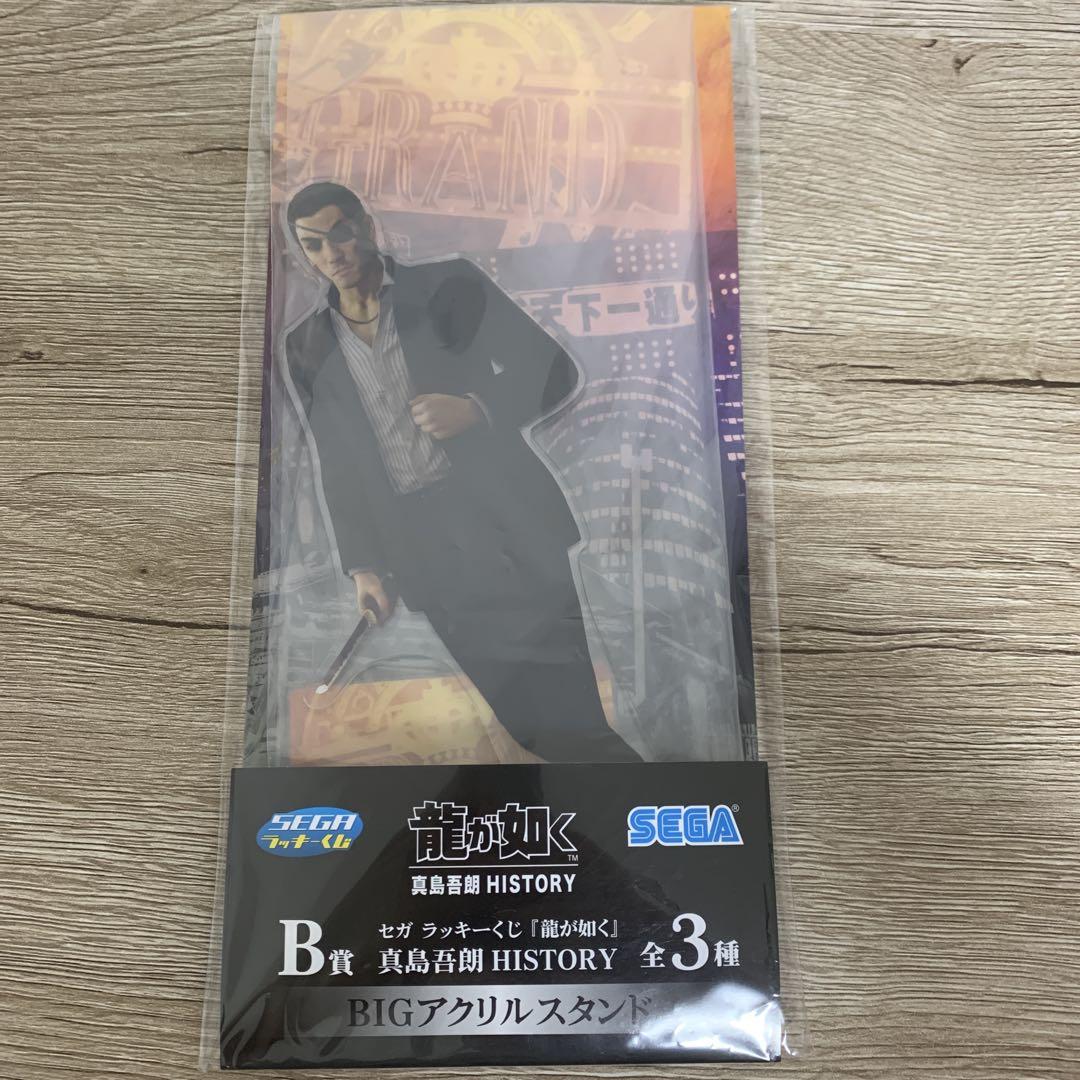 GRAND
天下一通り
SEGA
ラッキーくじ
龍が如く
TM
真島吾朗 HISTORY
SEGA®
B賞
セガ ラッキーくじ『龍が如く』
真島吾朗 HISTORY
全3種
BIGアクリルスタンド